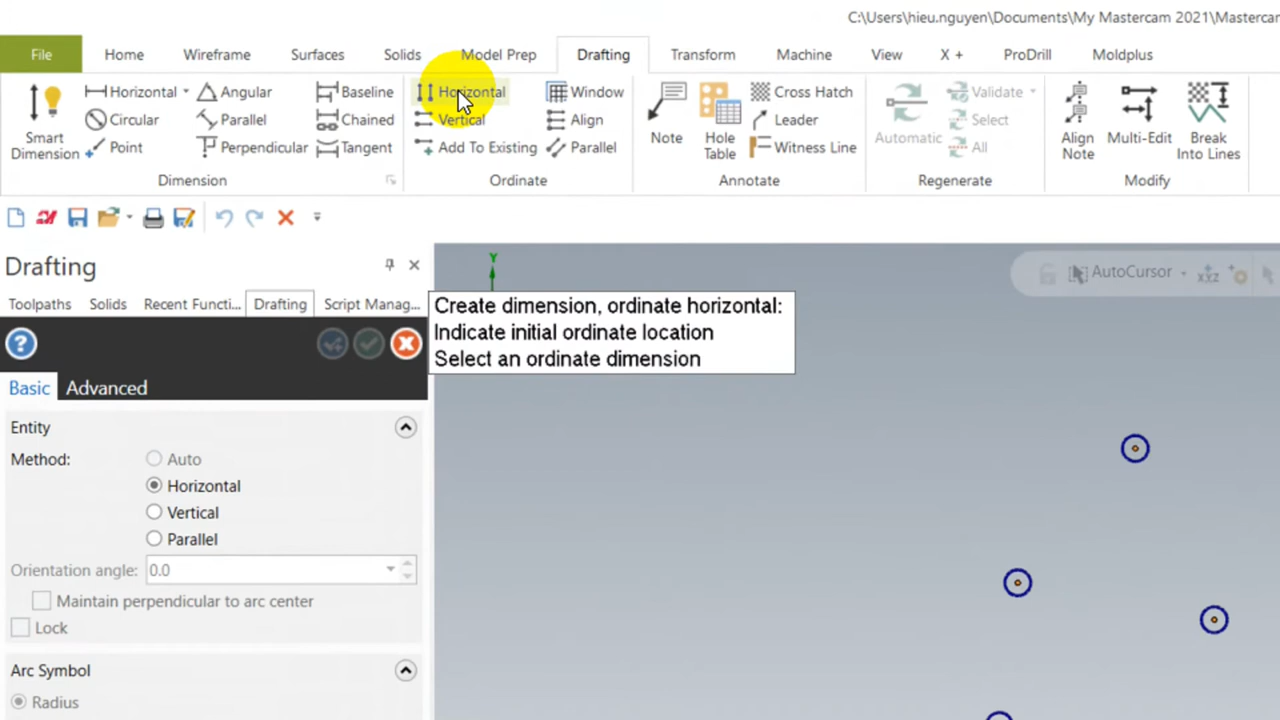 C:\Users\hieu.nguyen\Documents\My Mastercam 2021\Mastercar
File Home Wireframe Surfaces Solids Model Prep Drafting Transform Machine View X + ProDrill Moldplus
Smart Dimension
Horizontal Angular Baseline
Circular Parallel Chained
Point Perpendicular Tangent
Dimension
Horizontal Window
Vertical Align
Add To Existing Parallel
Ordinate
Note
Hole Table
Cross Hatch
Leader
Witness Line
Annotate
Automatic
Validate
Select
All
Regenerate
Align Note
Multi-Edit
Break Into Lines
Modify
Drafting
Toolpaths Solids Recent Functi... Drafting Script Manag...
Basic Advanced
Entity
Method: Auto
Horizontal
Vertical
Parallel
Orientation angle: 0.0
Maintain perpendicular to arc center
Lock
Arc Symbol
Radius
Y
AutoCursor
XYZ
Create dimension, ordinate horizontal:
Indicate initial ordinate location
Select an ordinate dimension